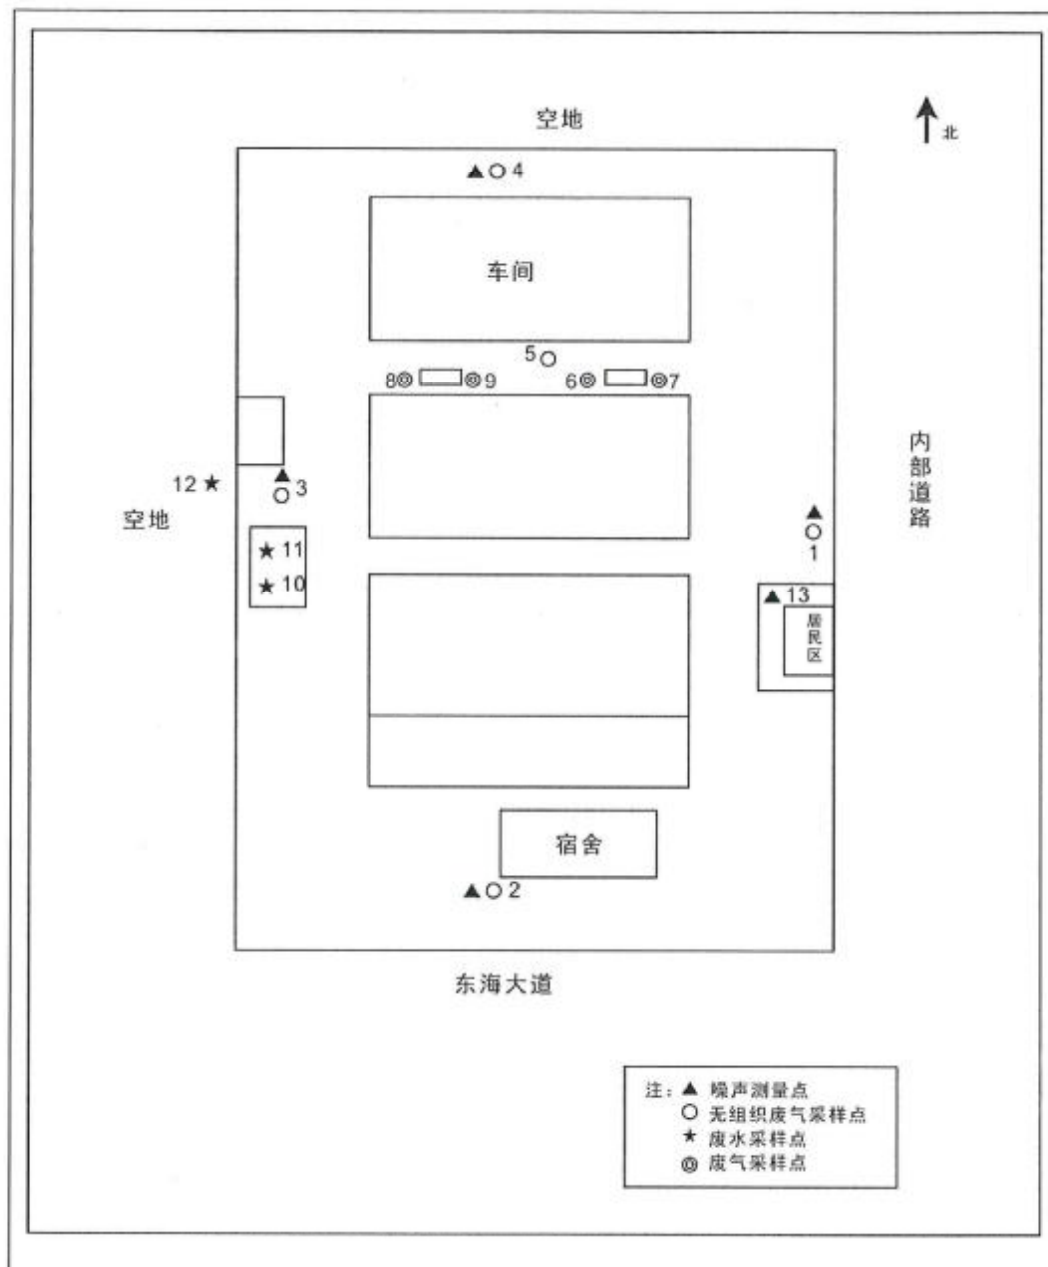 空地
北
▲○4
车间
5○
8◎
◎9
6◎
◎7
内部道路
12★
▲○3
空地
★11
★10
▲○1
▲13
居民区
宿舍
▲○2
东海大道
注：▲ 噪声测量点
○ 无组织废气采样点
★ 废水采样点
◎ 废气采样点